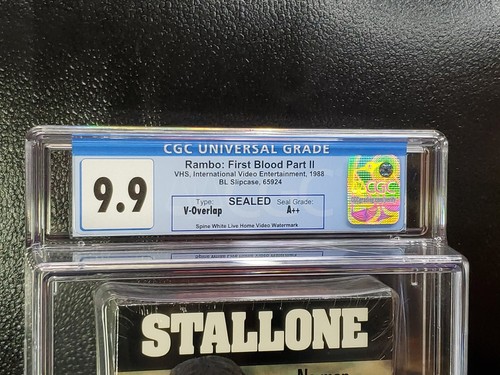 CGC UNIVERSAL GRADE
9.9
Rambo: First Blood Part II
VHS, International Video Entertainment, 1988
BL Slipcase, 65924
Type: SEALED Seal Grade:
V-Overlap A++
Spine:White Live Home Video Watermark
CGC
STALLONE